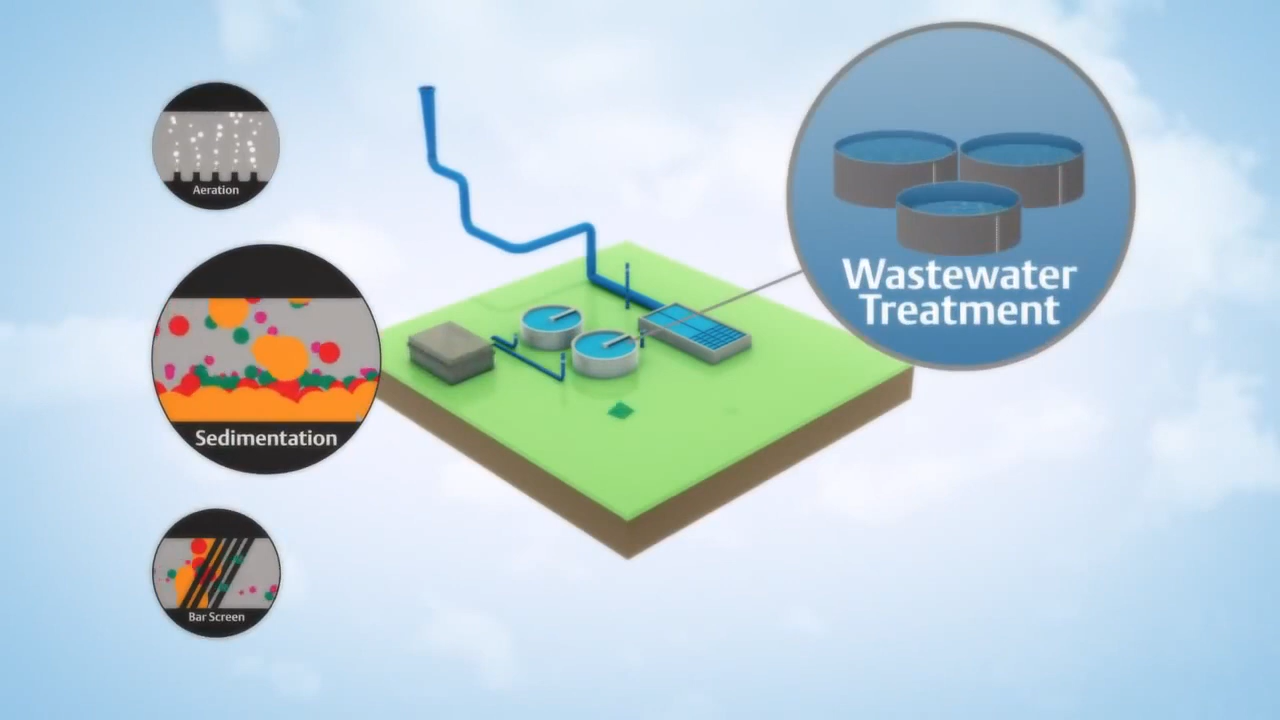 Aeration
Sedimentation
Bar Screen
Wastewater
Treatment